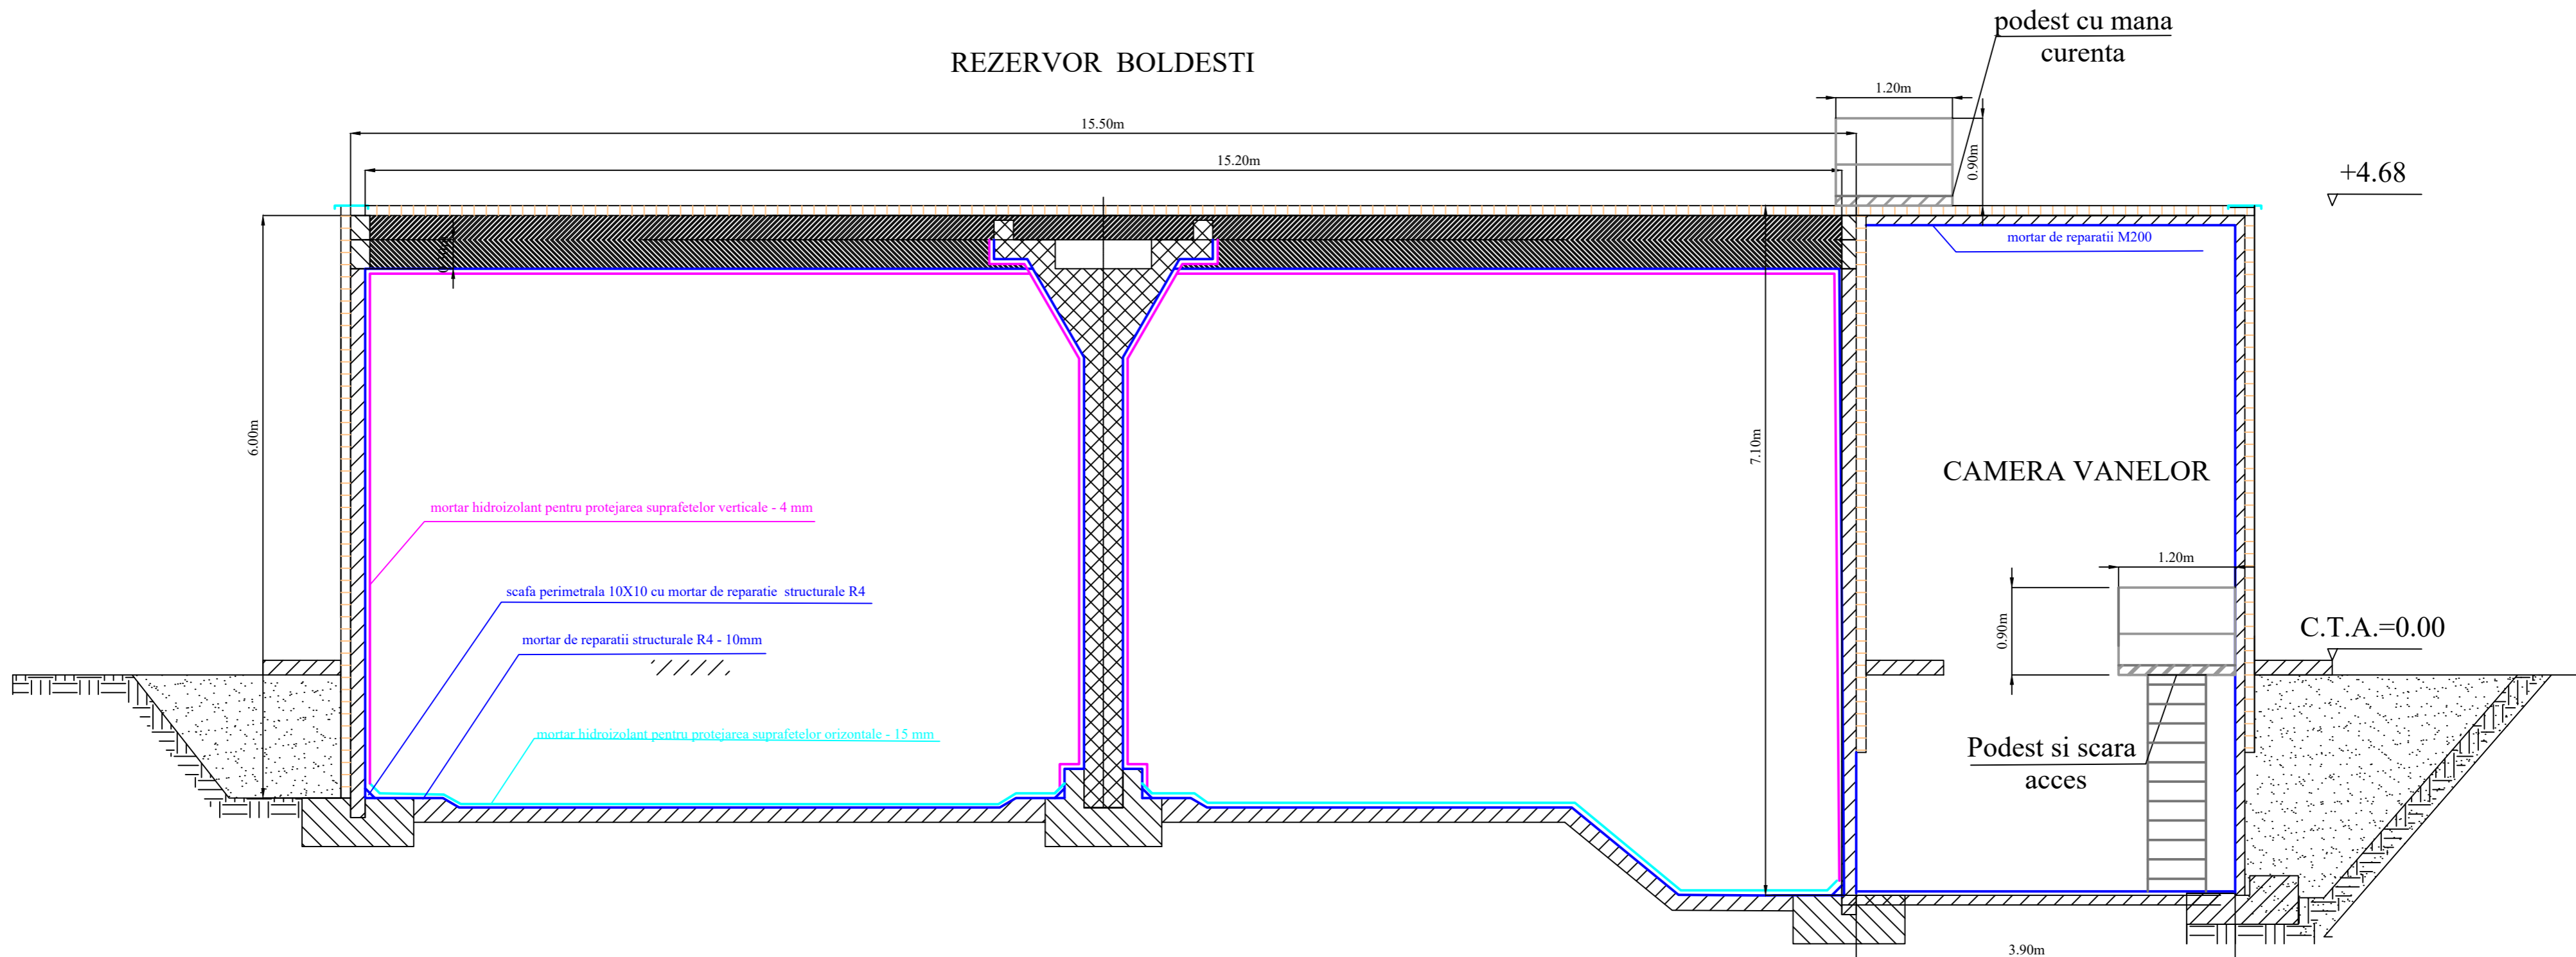 podest cu mana
curenta
REZERVOR BOLDESTI
1.20m
15.50m
15.20m
0.90m
+4.68
mortar de reparatii M200
6.00m
7.10m
CAMERA VANELOR
mortar hidroizolant pentru protejarea suprafetelor verticale - 4 mm
1.20m
scafa perimetrala 10X10 cu mortar de reparatie structurale R4
0.90m
C.T.A.=0.00
mortar de reparatii structurale R4 - 10mm
mortar hidroizolant pentru protejarea suprafetelor orizontale - 15 mm
Podest si scara
acces
3.90m